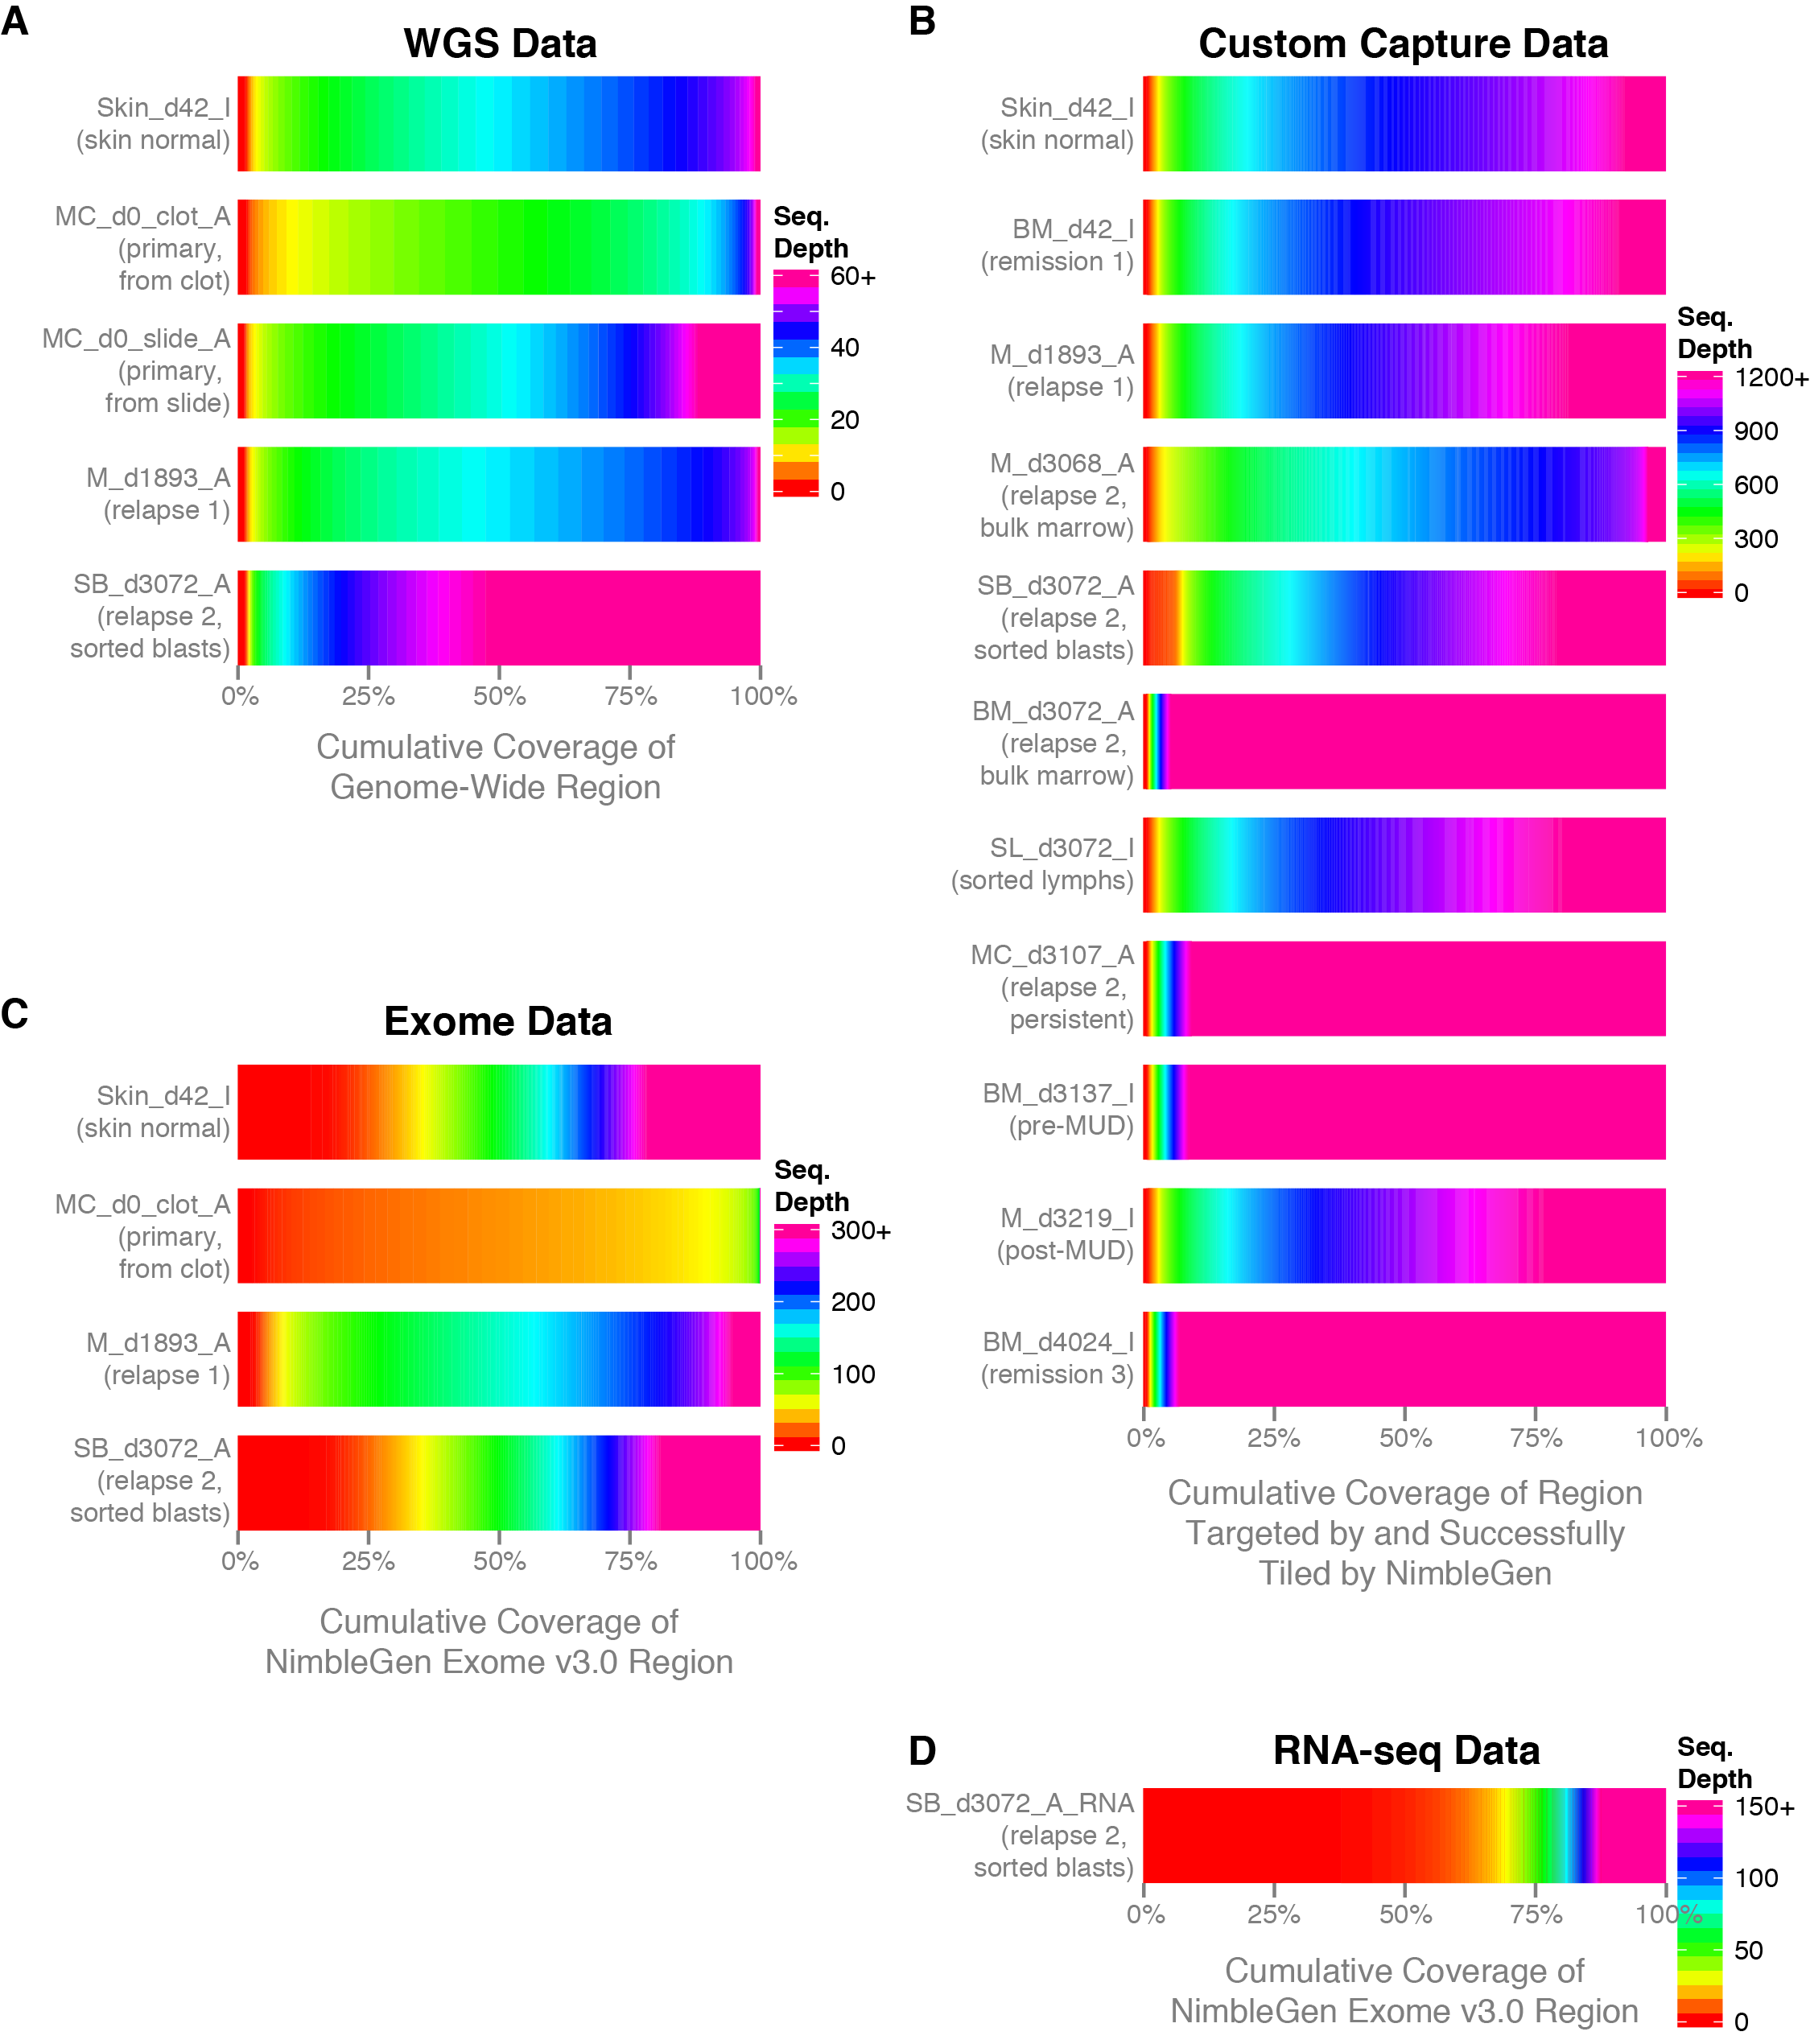 A
WGS Data
Skin_d42_I
(skin normal)
MC_d0_clot_A
(primary,
from clot)
MC_d0_slide_A
(primary,
from slide)
M_d1893_A
(relapse 1)
SB_d3072_A
(relapse 2,
sorted blasts)
0% 25% 50% 75% 100%
Cumulative Coverage of
Genome-Wide Region
Seq.
Depth
60+
40
20
0
B
Custom Capture Data
Skin_d42_I
(skin normal)
BM_d42_I
(remission 1)
M_d1893_A
(relapse 1)
M_d3068_A
(relapse 2,
bulk marrow)
SB_d3072_A
(relapse 2,
sorted blasts)
BM_d3072_A
(relapse 2,
bulk marrow)
SL_d3072_I
(sorted lymphs)
MC_d3107_A
(relapse 2,
persistent)
BM_d3137_I
(pre-MUD)
M_d3219_I
(post-MUD)
BM_d4024_I
(remission 3)
0% 25% 50% 75% 100%
Cumulative Coverage of Region
Targeted by and Successfully
Tiled by NimbleGen
Seq.
Depth
1200+
900
600
300
0
C
Exome Data
Skin_d42_I
(skin normal)
MC_d0_clot_A
(primary,
from clot)
M_d1893_A
(relapse 1)
SB_d3072_A
(relapse 2,
sorted blasts)
0% 25% 50% 75% 100%
Cumulative Coverage of
NimbleGen Exome v3.0 Region
Seq.
Depth
300+
200
100
0
D
RNA-seq Data
SB_d3072_A_RNA
(relapse 2,
sorted blasts)
0% 25% 50% 75% 100%
Cumulative Coverage of
NimbleGen Exome v3.0 Region
Seq.
Depth
150+
100
50
0